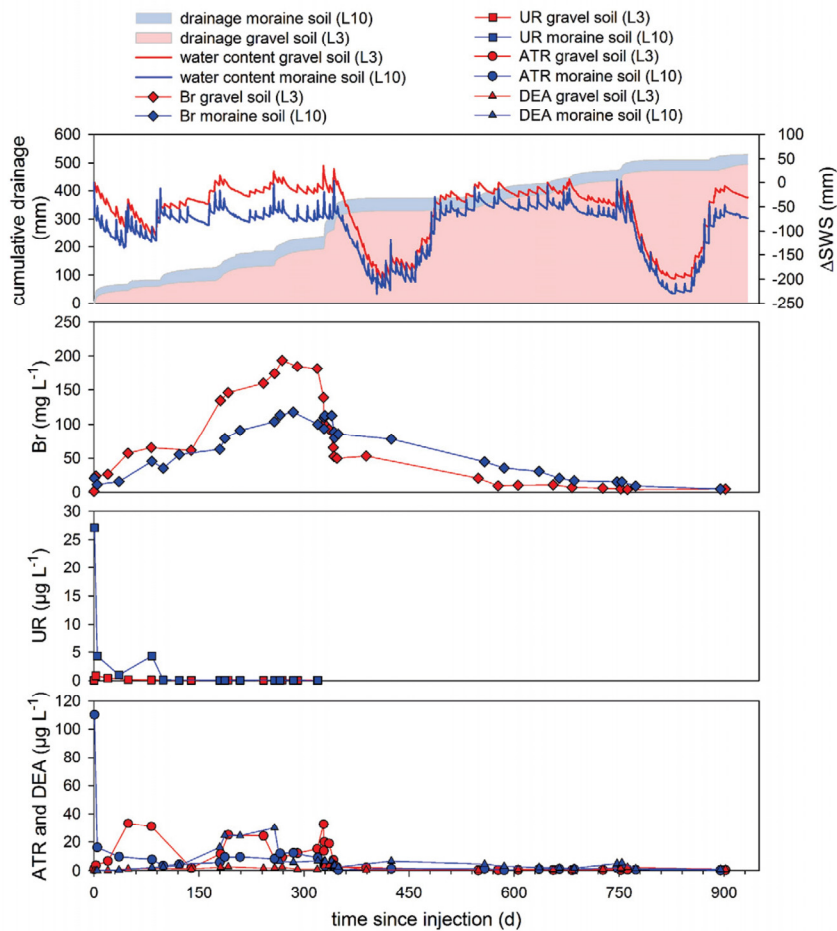 drainage moraine soil (L10)
drainage gravel soil (L3)
water content gravel soil (L3)
water content moraine soil (L10)
Br gravel soil (L3)
Br moraine soil (L10)
UR gravel soil (L3)
UR moraine soil (L10)
ATR gravel soil (L3)
ATR moraine soil (L10)
DEA gravel soil (L3)
DEA moraine soil (L10)
cumulative drainage
(mm)
600
500
400
300
200
100
0
100
50
0
-50
-100
-150
-200
-250
ΔSWS (mm)
Br (mg L⁻¹)
250
200
150
100
50
0
UR (µg L⁻¹)
30
25
20
15
10
5
0
ATR and DEA (µg L⁻¹)
120
100
80
60
40
20
0
0 150 300 450 600 750 900
time since injection (d)